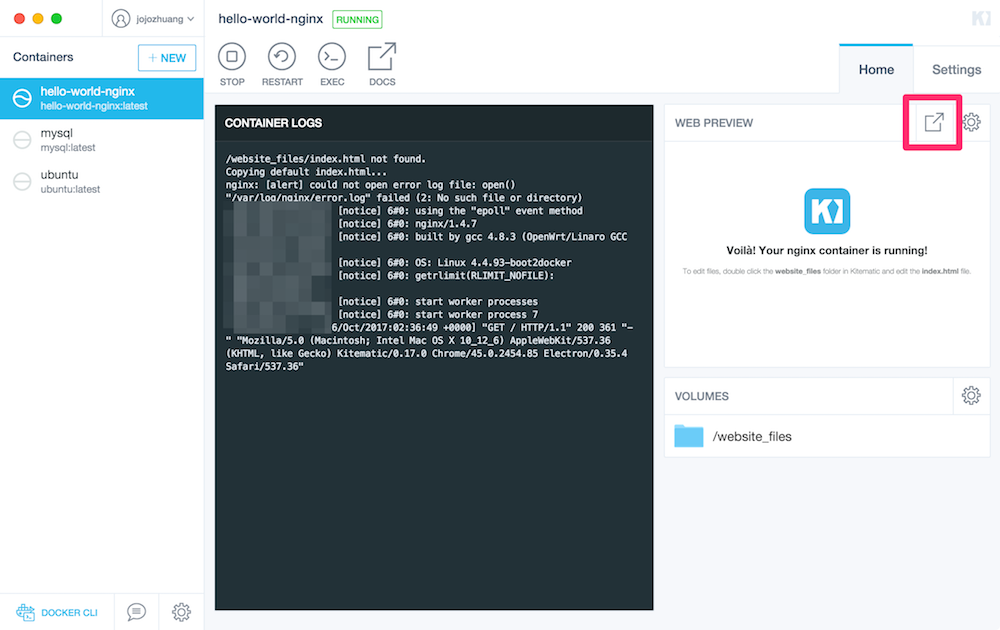 jojozhuang
hello-world-nginx RUNNING
Containers
+ NEW
hello-world-nginx
hello-world-nginx:latest
mysql
mysql:latest
ubuntu
ubuntu:latest
DOCKER CLI
STOP RESTART EXEC DOCS
Home Settings
CONTAINER LOGS
/website_files/index.html not found.
Copying default index.html...
nginx: [alert] could not open error log file: open()
"/var/log/nginx/error.log" failed (2: No such file or directory)
[notice] 6#0: using the "epoll" event method
[notice] 6#0: nginx/1.4.7
[notice] 6#0: built by gcc 4.8.3 (OpenWrt/Linaro GCC
[notice] 6#0: OS: Linux 4.4.93-boot2docker
[notice] 6#0: getrlimit(RLIMIT_NOFILE):
[notice] 6#0: start worker processes
[notice] 6#0: start worker process 7
6/Oct/2017:02:36:49 +0000] "GET / HTTP/1.1" 200 361 "-
" "Mozilla/5.0 (Macintosh; Intel Mac OS X 10_12_6) AppleWebKit/537.36
(KHTML, like Gecko) Kitematic/0.17.0 Chrome/45.0.2454.85 Electron/0.35.4
Safari/537.36"
WEB PREVIEW
Voilà! Your nginx container is running!
To edit files, double click the website_files folder in Kitematic and edit the index.html file.
VOLUMES
/website_files